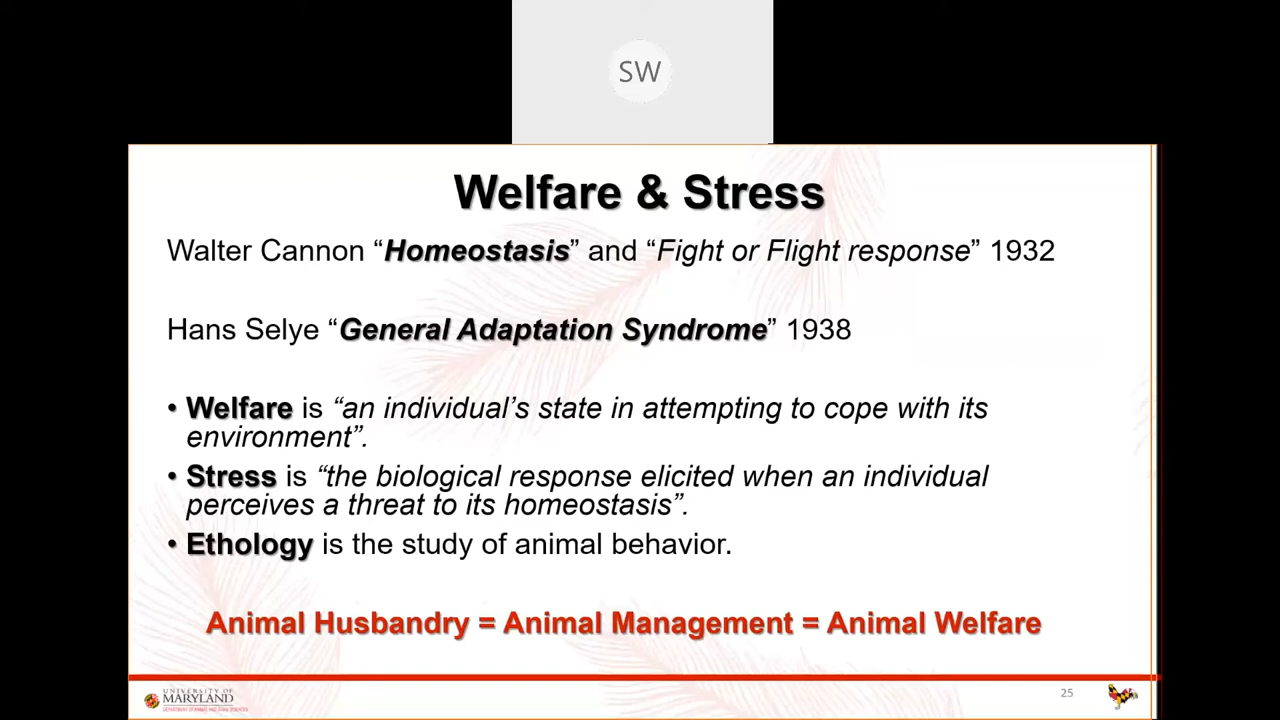 SW
Welfare & Stress
Walter Cannon “Homeostasis” and “Fight or Flight response” 1932
Hans Selye “General Adaptation Syndrome” 1938
• Welfare is “an individual’s state in attempting to cope with its
environment”.
• Stress is “the biological response elicited when an individual
perceives a threat to its homeostasis”.
• Ethology is the study of animal behavior.
Animal Husbandry = Animal Management = Animal Welfare
UNIVERSITY OF
MARYLAND
25